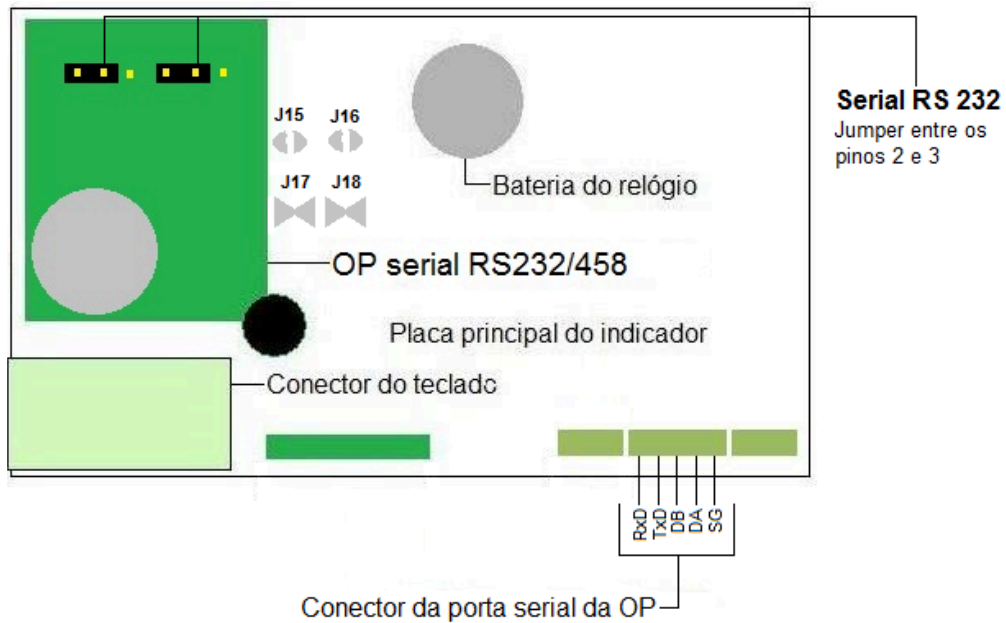 Serial RS 232
Jumper entre os
pinos 2 e 3
J15 J16
J17 J18
Bateria do relógio
OP serial RS232/458
Placa principal do indicador
Conector do teclado
RxD
TxD
DB
DA
SG
Conector da porta serial da OP